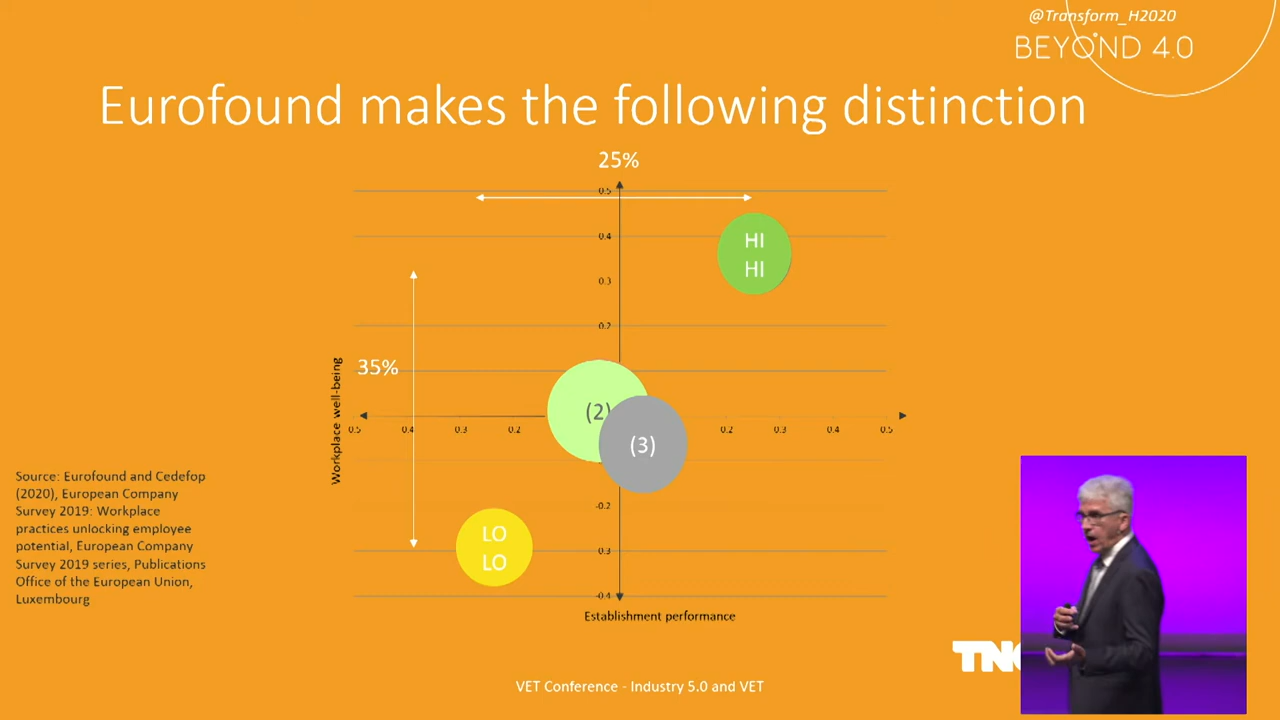 @Transform_H2020
BEYOND 4.0
Eurofound makes the following distinction
25%
0.5
0.4
0.3
0.2
HI
HI
35%
(2)
(3)
0.5
0.4
0.3
0.2
0.2
0.3
0.4
0.5
-0.2
0.3
-0.4
LO
LO
Workplace well-being
Establishment performance
Source: Eurofound and Cedefop
(2020), European Company
Survey 2019: Workplace
practices unlocking employee
potential, European Company
Survey 2019 series, Publications
Office of the European Union,
Luxembourg
VET Conference - Industry 5.0 and VET